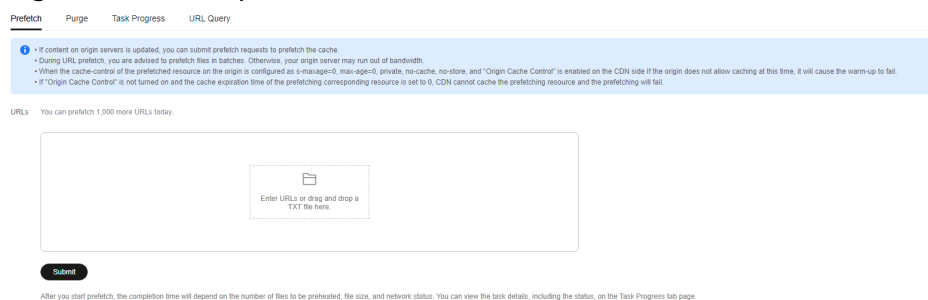 Prefetch Purge Task Progress URL Query
• If content on origin servers is updated, you can submit prefetch requests to prefetch the cache.
• During URL prefetch, you are advised to prefetch files in batches. Otherwise, your origin server may run out of bandwidth.
• When the cache-control of the prefetched resource on the origin is configured as s-maxage=0, max-age=0, private, no-cache, no-store, and "Origin Cache Control" is enabled on the CDN side If the origin does not allow caching at this time, it will cause the warm-up to fail.
• If "Origin Cache Control" is not turned on and the cache expiration time of the prefetching corresponding resource is set to 0, CDN cannot cache the prefetching resource and the prefetching will fail.
URLs You can prefetch 1,000 more URLs today.
Enter URLs or drag and drop a
TXT file here.
Submit
After you start prefetch, the completion time will depend on the number of files to be preheated, file size, and network status. You can view the task details, including the status, on the Task Progress tab page.